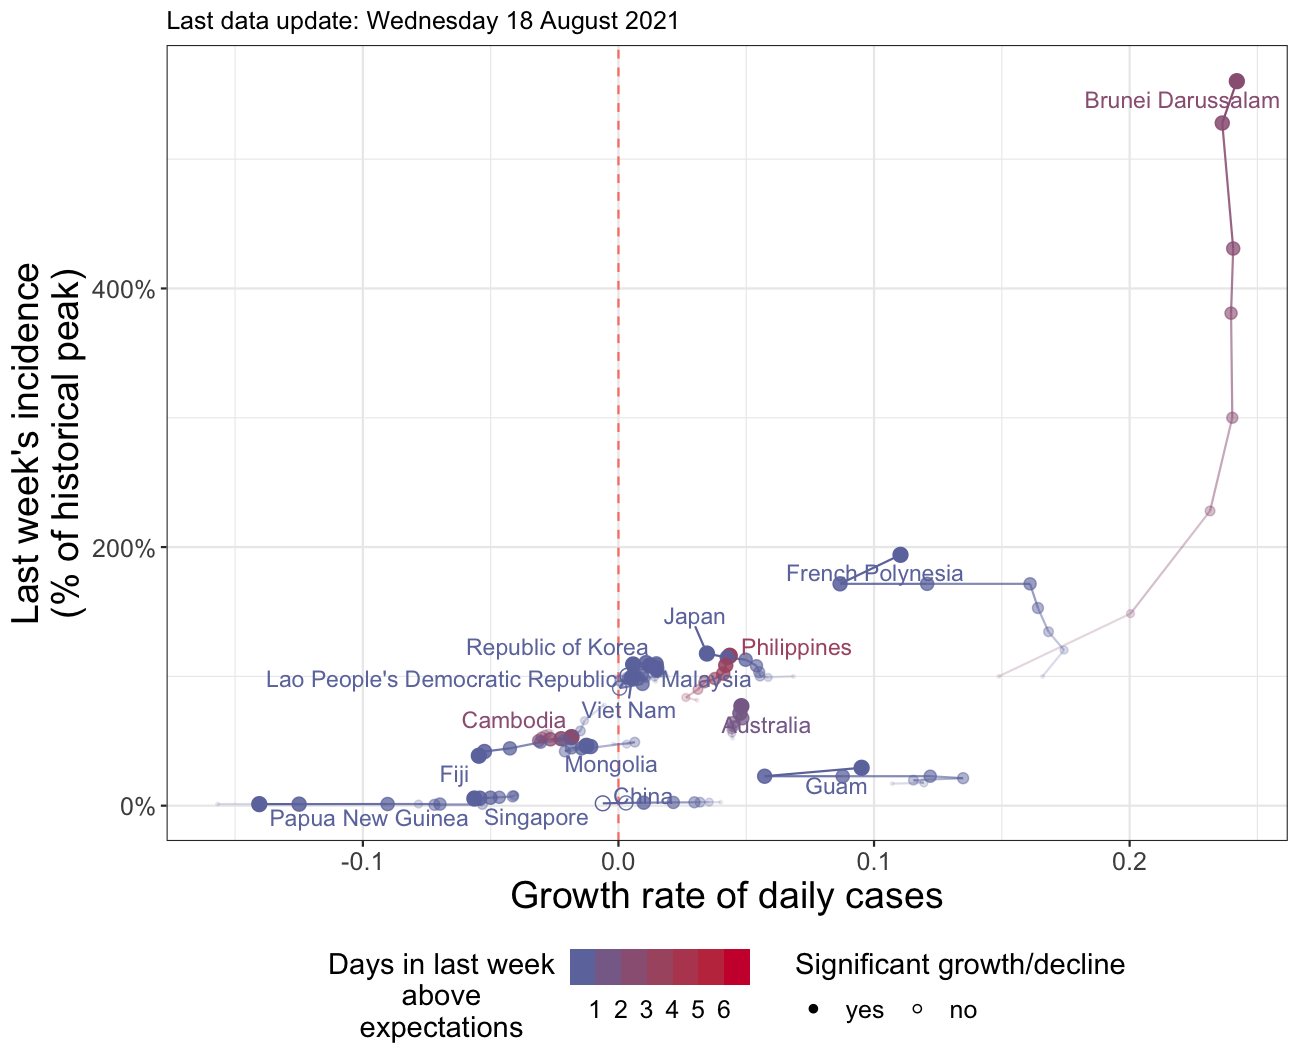 Last data update: Wednesday 18 August 2021
Last week's incidence
(% of historical peak)
400%
200%
0%
Brunei Darussalam
French Polynesia
Japan
Republic of Korea
Philippines
Lao People's Democratic Republic
Malaysia
Viet Nam
Cambodia
Australia
Fiji
Mongolia
Guam
China
Papua New Guinea
Singapore
-0.1
0.0
0.1
0.2
Growth rate of daily cases
Days in last week
above
expectations
1 2 3 4 5 6
Significant growth/decline
yes
no